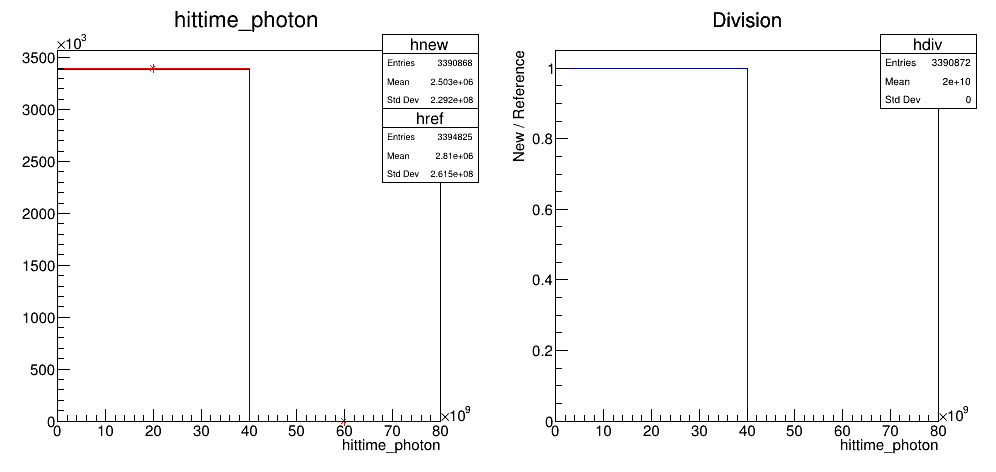 hittime_photon
×10³
3500
3000
2500
2000
1500
1000
500
0
0 10 20 30 40 50 60 70 80
×10⁹
hittime_photon
hnew
Entries 3390868
Mean 2.503e+06
Std Dev 2.292e+08
href
Entries 3394825
Mean 2.81e+06
Std Dev 2.615e+08
Division
New / Reference
1
0.8
0.6
0.4
0.2
0
0 10 20 30 40 50 60 70 80
×10⁹
hittime_photon
hdiv
Entries 3390872
Mean 2e+10
Std Dev 0